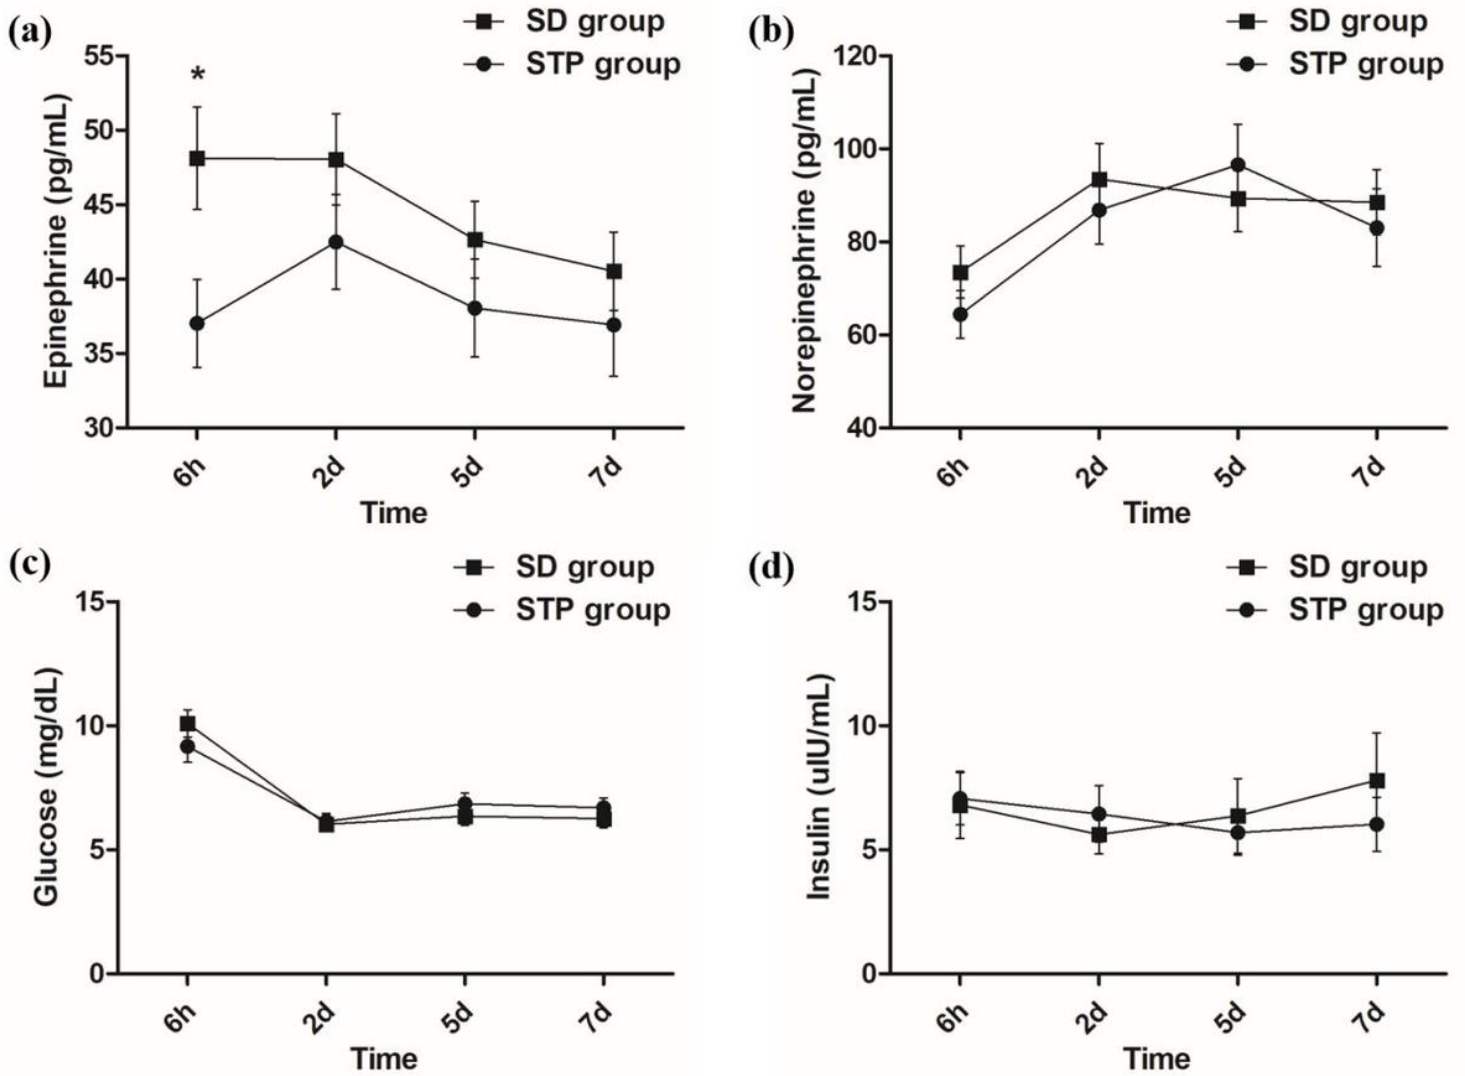 (a)
SD group
STP group
*
Epinephrine (pg/mL)
55
50
45
40
35
30
6h
2d
5d
7d
Time
(b)
SD group
STP group
Norepinephrine (pg/mL)
120
100
80
60
40
6h
2d
5d
7d
Time
(c)
SD group
STP group
Glucose (mg/dL)
15
10
5
0
6h
2d
5d
7d
Time
(d)
SD group
STP group
Insulin (uIU/mL)
15
10
5
0
6h
2d
5d
7d
Time